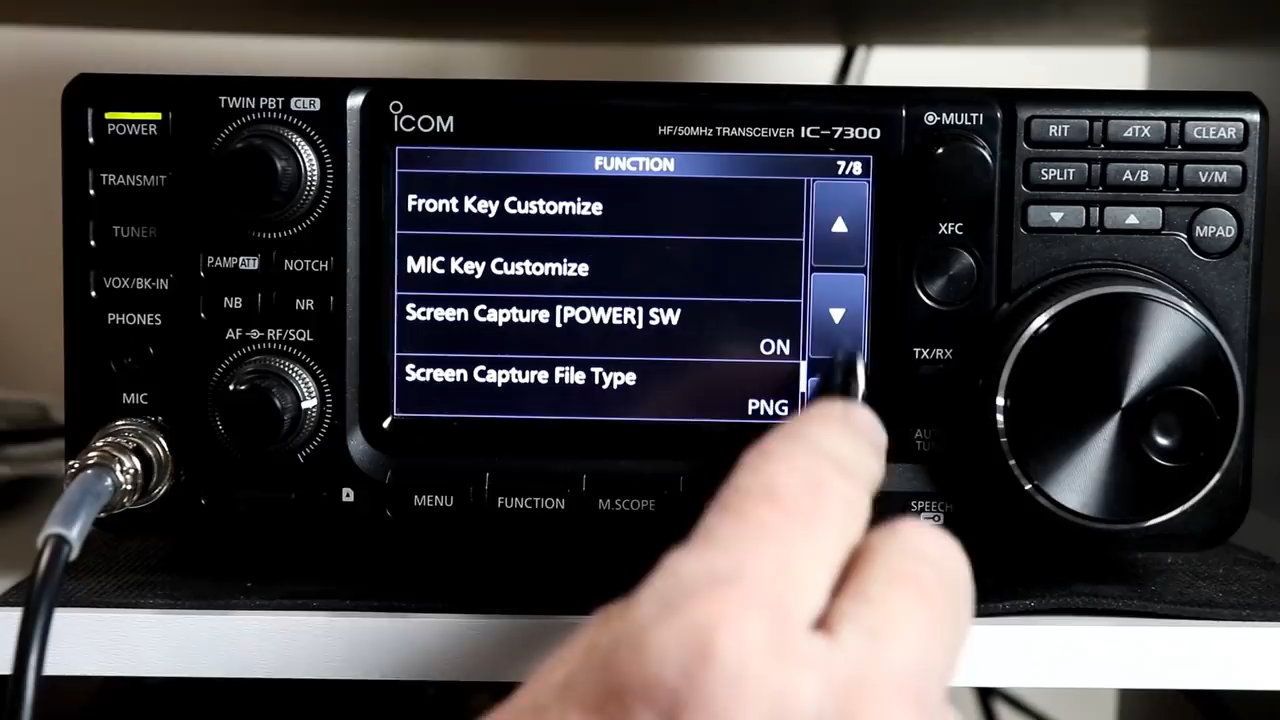 POWER
TRANSMIT
TUNER
VOX/BK-IN
PHONES
MIC
TWIN PBT CLR
P.AMP ATT
NOTCH
NB
NR
AF RF/SQL
ICOM
HF/50MHz TRANSCEIVER IC-7300
FUNCTION 7/8
Front Key Customize
MIC Key Customize
Screen Capture [POWER] SW
ON
Screen Capture File Type
PNG
MENU
FUNCTION
M.SCOPE
MULTI
XFC
TX/RX
SPEECH
RIT
ΔTX
CLEAR
SPLIT
A/B
V/M
MPAD